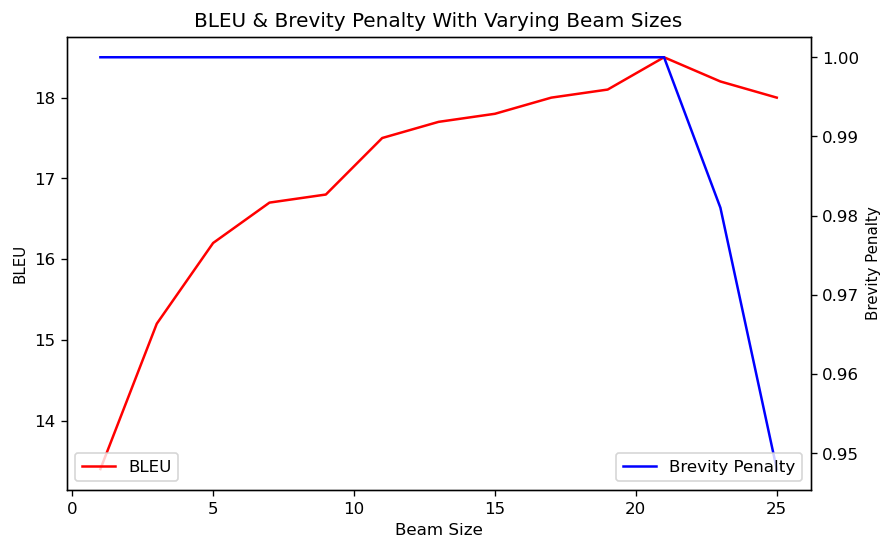 BLEU & Brevity Penalty With Varying Beam Sizes
18
17
16
15
14
BLEU
1.00
0.99
0.98
0.97
0.96
0.95
Brevity Penalty
BLEU
Brevity Penalty
0 5 10 15 20 25
Beam Size